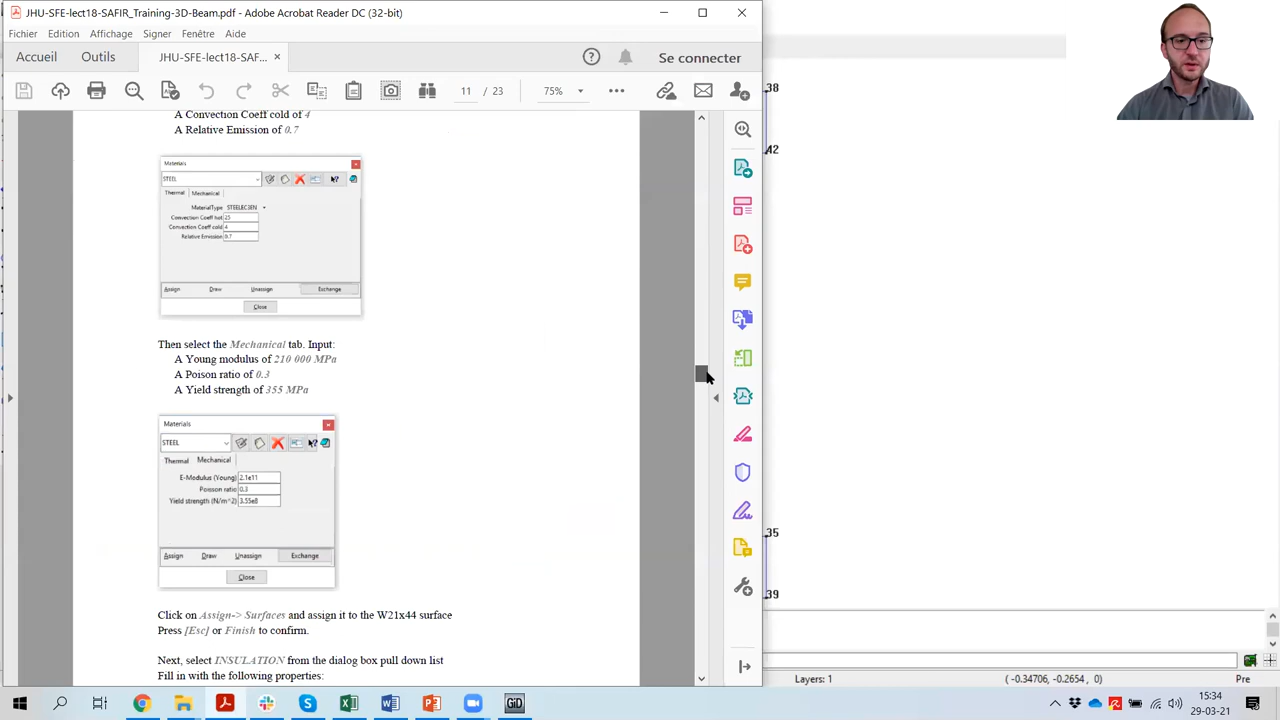 JHU-SFE-lect18-SAFIR_Training-3D-Beam.pdf - Adobe Acrobat Reader DC (32-bit)
Fichier Edition Affichage Signer Fenêtre Aide
Accueil Outils JHU-SFE-lect18-SAF... × Se connecter
11 / 23 75%
A Convection Coeff cold of 4
A Relative Emission of 0.7
Materials
STEEL
Thermal Mechanical
MaterialType STEELEC3EN
Convection Coeff hot 25
Convection Coeff cold 4
Relative Emission 0.7
Assign Draw Unassign Exchange
Close
Then select the Mechanical tab. Input:
A Young modulus of 210 000 MPa
A Poison ratio of 0.3
A Yield strength of 355 MPa
Materials
STEEL
Thermal Mechanical
E-Modulus (Young) 2.1e11
Poisson ratio 0.3
Yield strength (N/m^2) 3.55e8
Assign Draw Unassign Exchange
Close
Click on Assign-> Surfaces and assign it to the W21x44 surface
Press [Esc] or Finish to confirm.
Next, select INSULATION from the dialog box pull down list
Fill in with the following properties:
38
42
35
39
Layers: 1 ( -0.34706, -0.2654 , 0) Pre
15:34
29-03-21